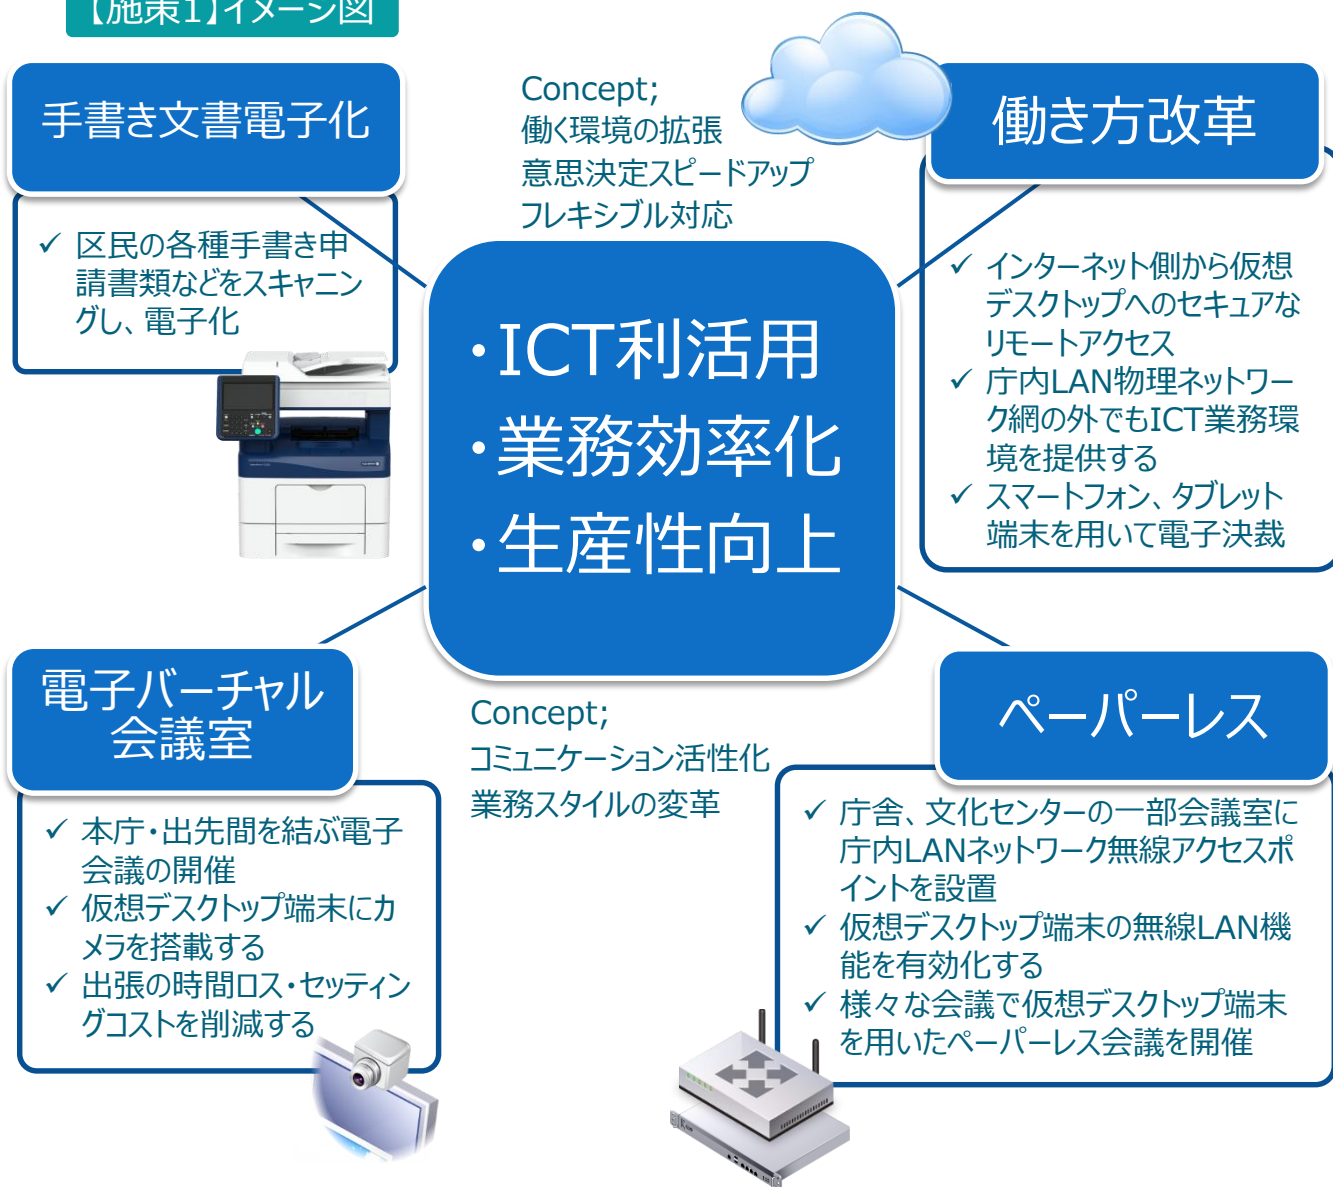 【施策1】イメージ図
手書き文書電子化
✓ 区民の各種手書き申
請書類などをスキャニン
グし、電子化
Concept;
働く環境の拡張
意思決定スピードアップ
フレキシブル対応
働き方改革
✓ インターネット側から仮想
デスクトップへのセキュアな
リモートアクセス
✓ 庁内LAN物理ネットワー
ク網の外でもICT業務環
境を提供する
✓ スマートフォン、タブレット
端末を用いて電子決裁
・ICT利活用
・業務効率化
・生産性向上
電子バーチャル
会議室
✓ 本庁・出先間を結ぶ電子
会議の開催
✓ 仮想デスクトップ端末にカ
メラを搭載する
✓ 出張の時間ロス・セッティン
グコストを削減する
Concept;
コミュニケーション活性化
業務スタイルの変革
ペーパーレス
✓ 庁舎、文化センターの一部会議室に
庁内LANネットワーク無線アクセスポ
イントを設置
✓ 仮想デスクトップ端末の無線LAN機
能を有効化する
✓ 様々な会議で仮想デスクトップ端末
を用いたペーパーレス会議を開催